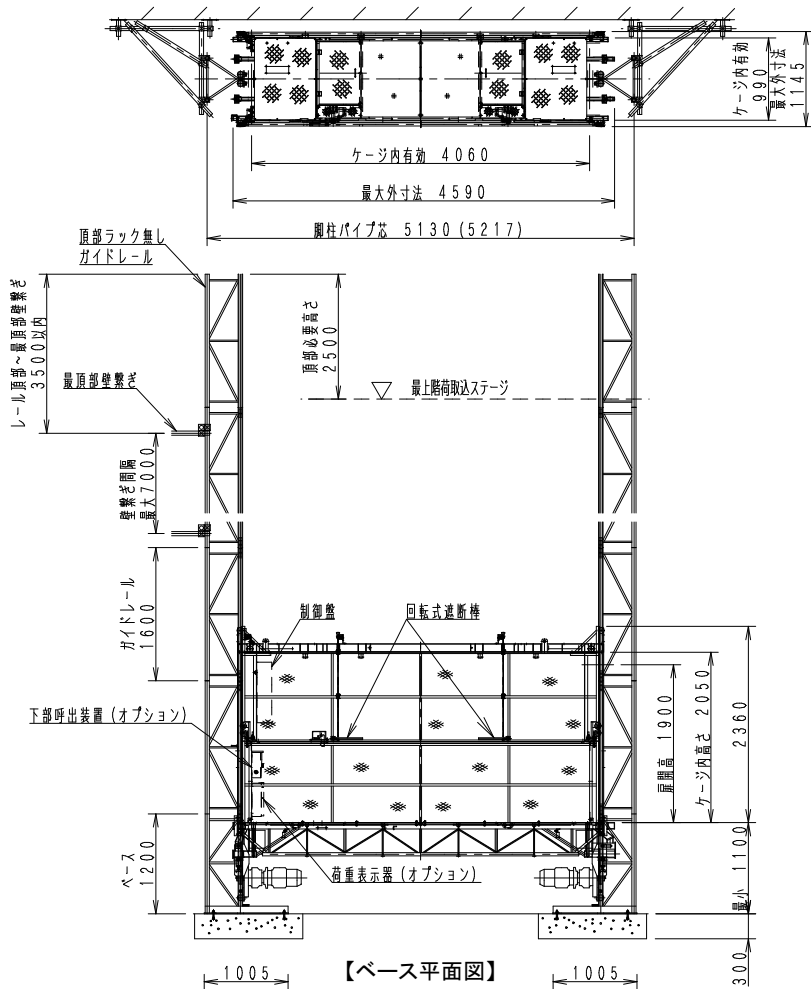 ケージ内有効
990
最大外寸法
1145
ケージ内有効 4060
最大外寸法 4590
脚柱パイプ芯 5130(5217)
頂部ラック無し
ガイドレール
レール頂部~最頂部壁繋ぎ
3500以内
頂部必要高さ
2500
最上階荷取込ステージ
最頂部壁繋ぎ
壁繋ぎ間隔
最大7000
ガイドレール
1600
制御盤
回転式遮断棒
下部呼出装置(オプション)
扉開高 1900
ケージ内高さ 2050
2360
ベース
1200
荷重表示器(オプション)
最小 1100
300
1005
【ベース平面図】
1005